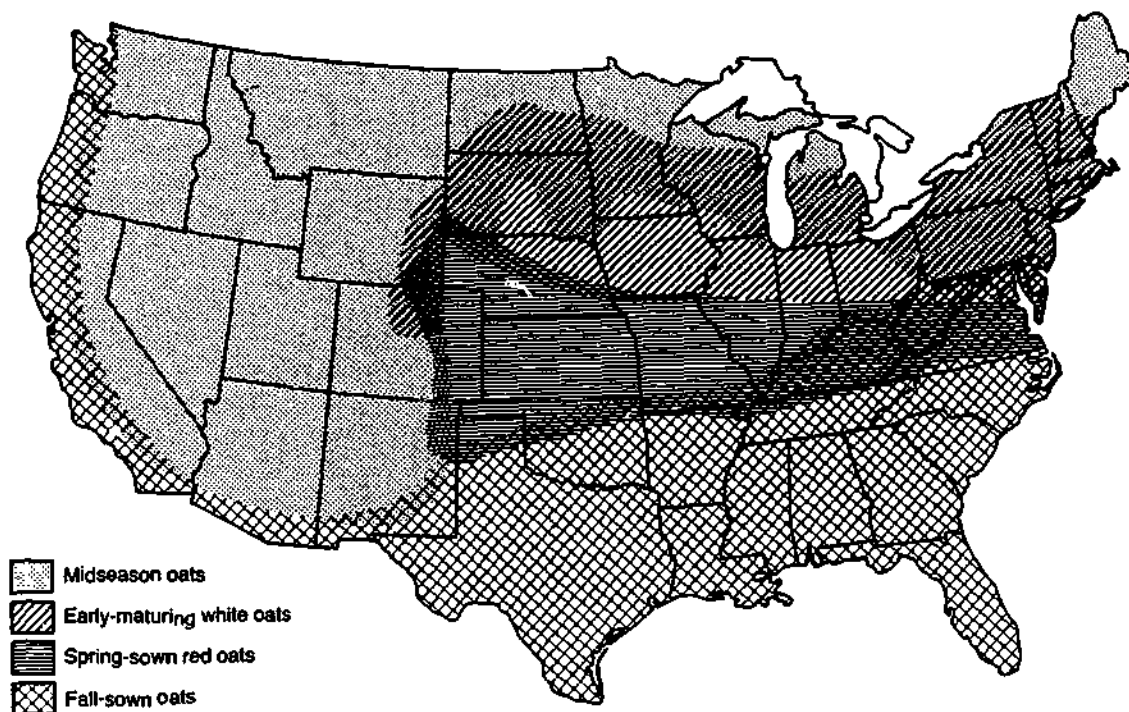 Midseason oats
Early-maturing white oats
Spring-sown red oats
Fall-sown oats